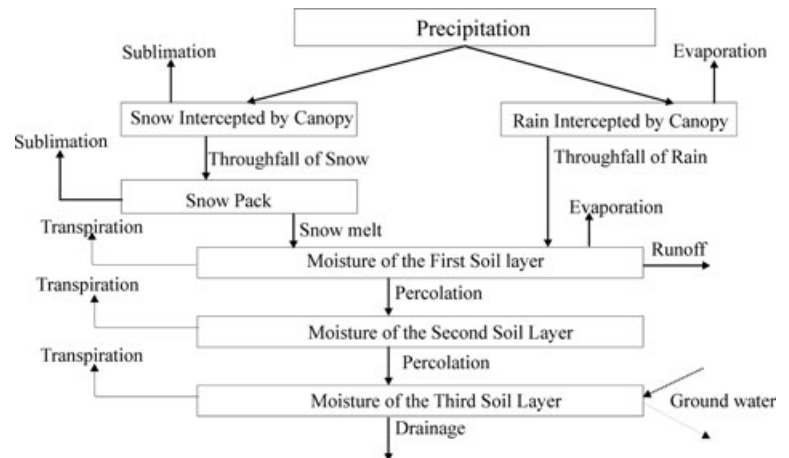 Precipitation
Sublimation
Evaporation
Snow Intercepted by Canopy
Rain Intercepted by Canopy
Sublimation
Throughfall of Snow
Throughfall of Rain
Snow Pack
Evaporation
Transpiration
Snow melt
Runoff
Moisture of the First Soil layer
Transpiration
Percolation
Moisture of the Second Soil Layer
Transpiration
Percolation
Moisture of the Third Soil Layer
Ground water
Drainage